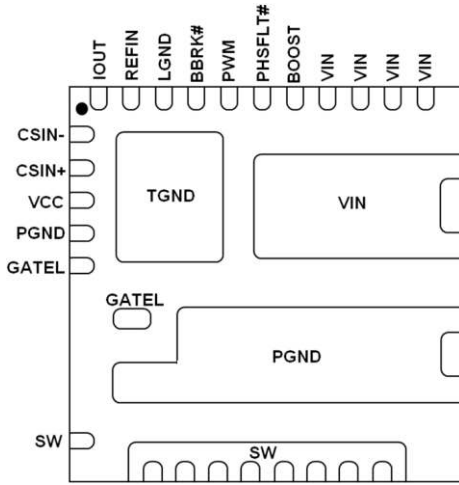 IOUT
REFIN
LGND
BBRK#
PWM
PHSFLT#
BOOST
VIN
VIN
VIN
VIN
CSIN-
CSIN+
VCC
PGND
GATEL
TGND
VIN
GATEL
PGND
SW
SW